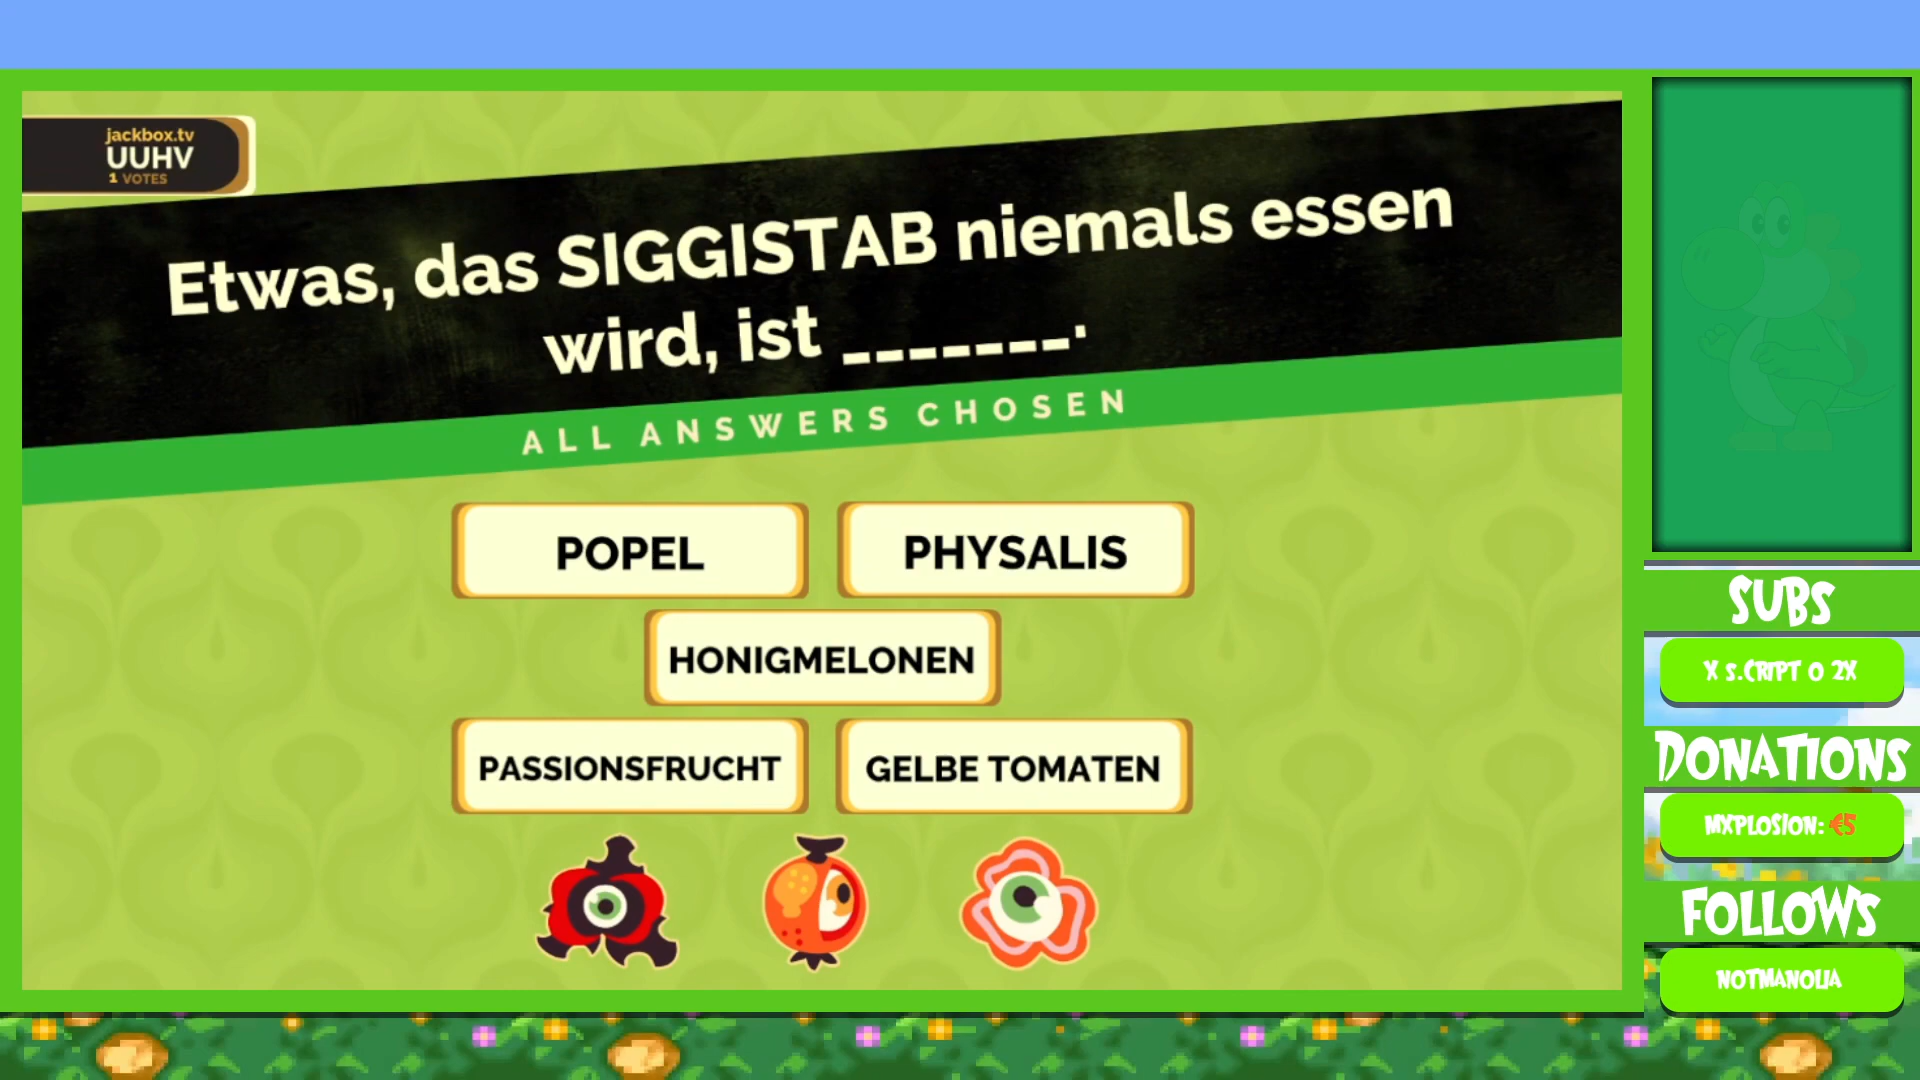 jackbox.tv
UUHV
1 VOTES
Etwas, das SIGGISTAB niemals essen
wird, ist _______.
ALL ANSWERS CHOSEN
POPEL
PHYSALIS
HONIGMELONEN
PASSIONSFRUCHT
GELBE TOMATEN
SUBS
X S.CRIPT O 2X
DONATIONS
MXPLOSION: €5
FOLLOWS
NOTMANOLIA